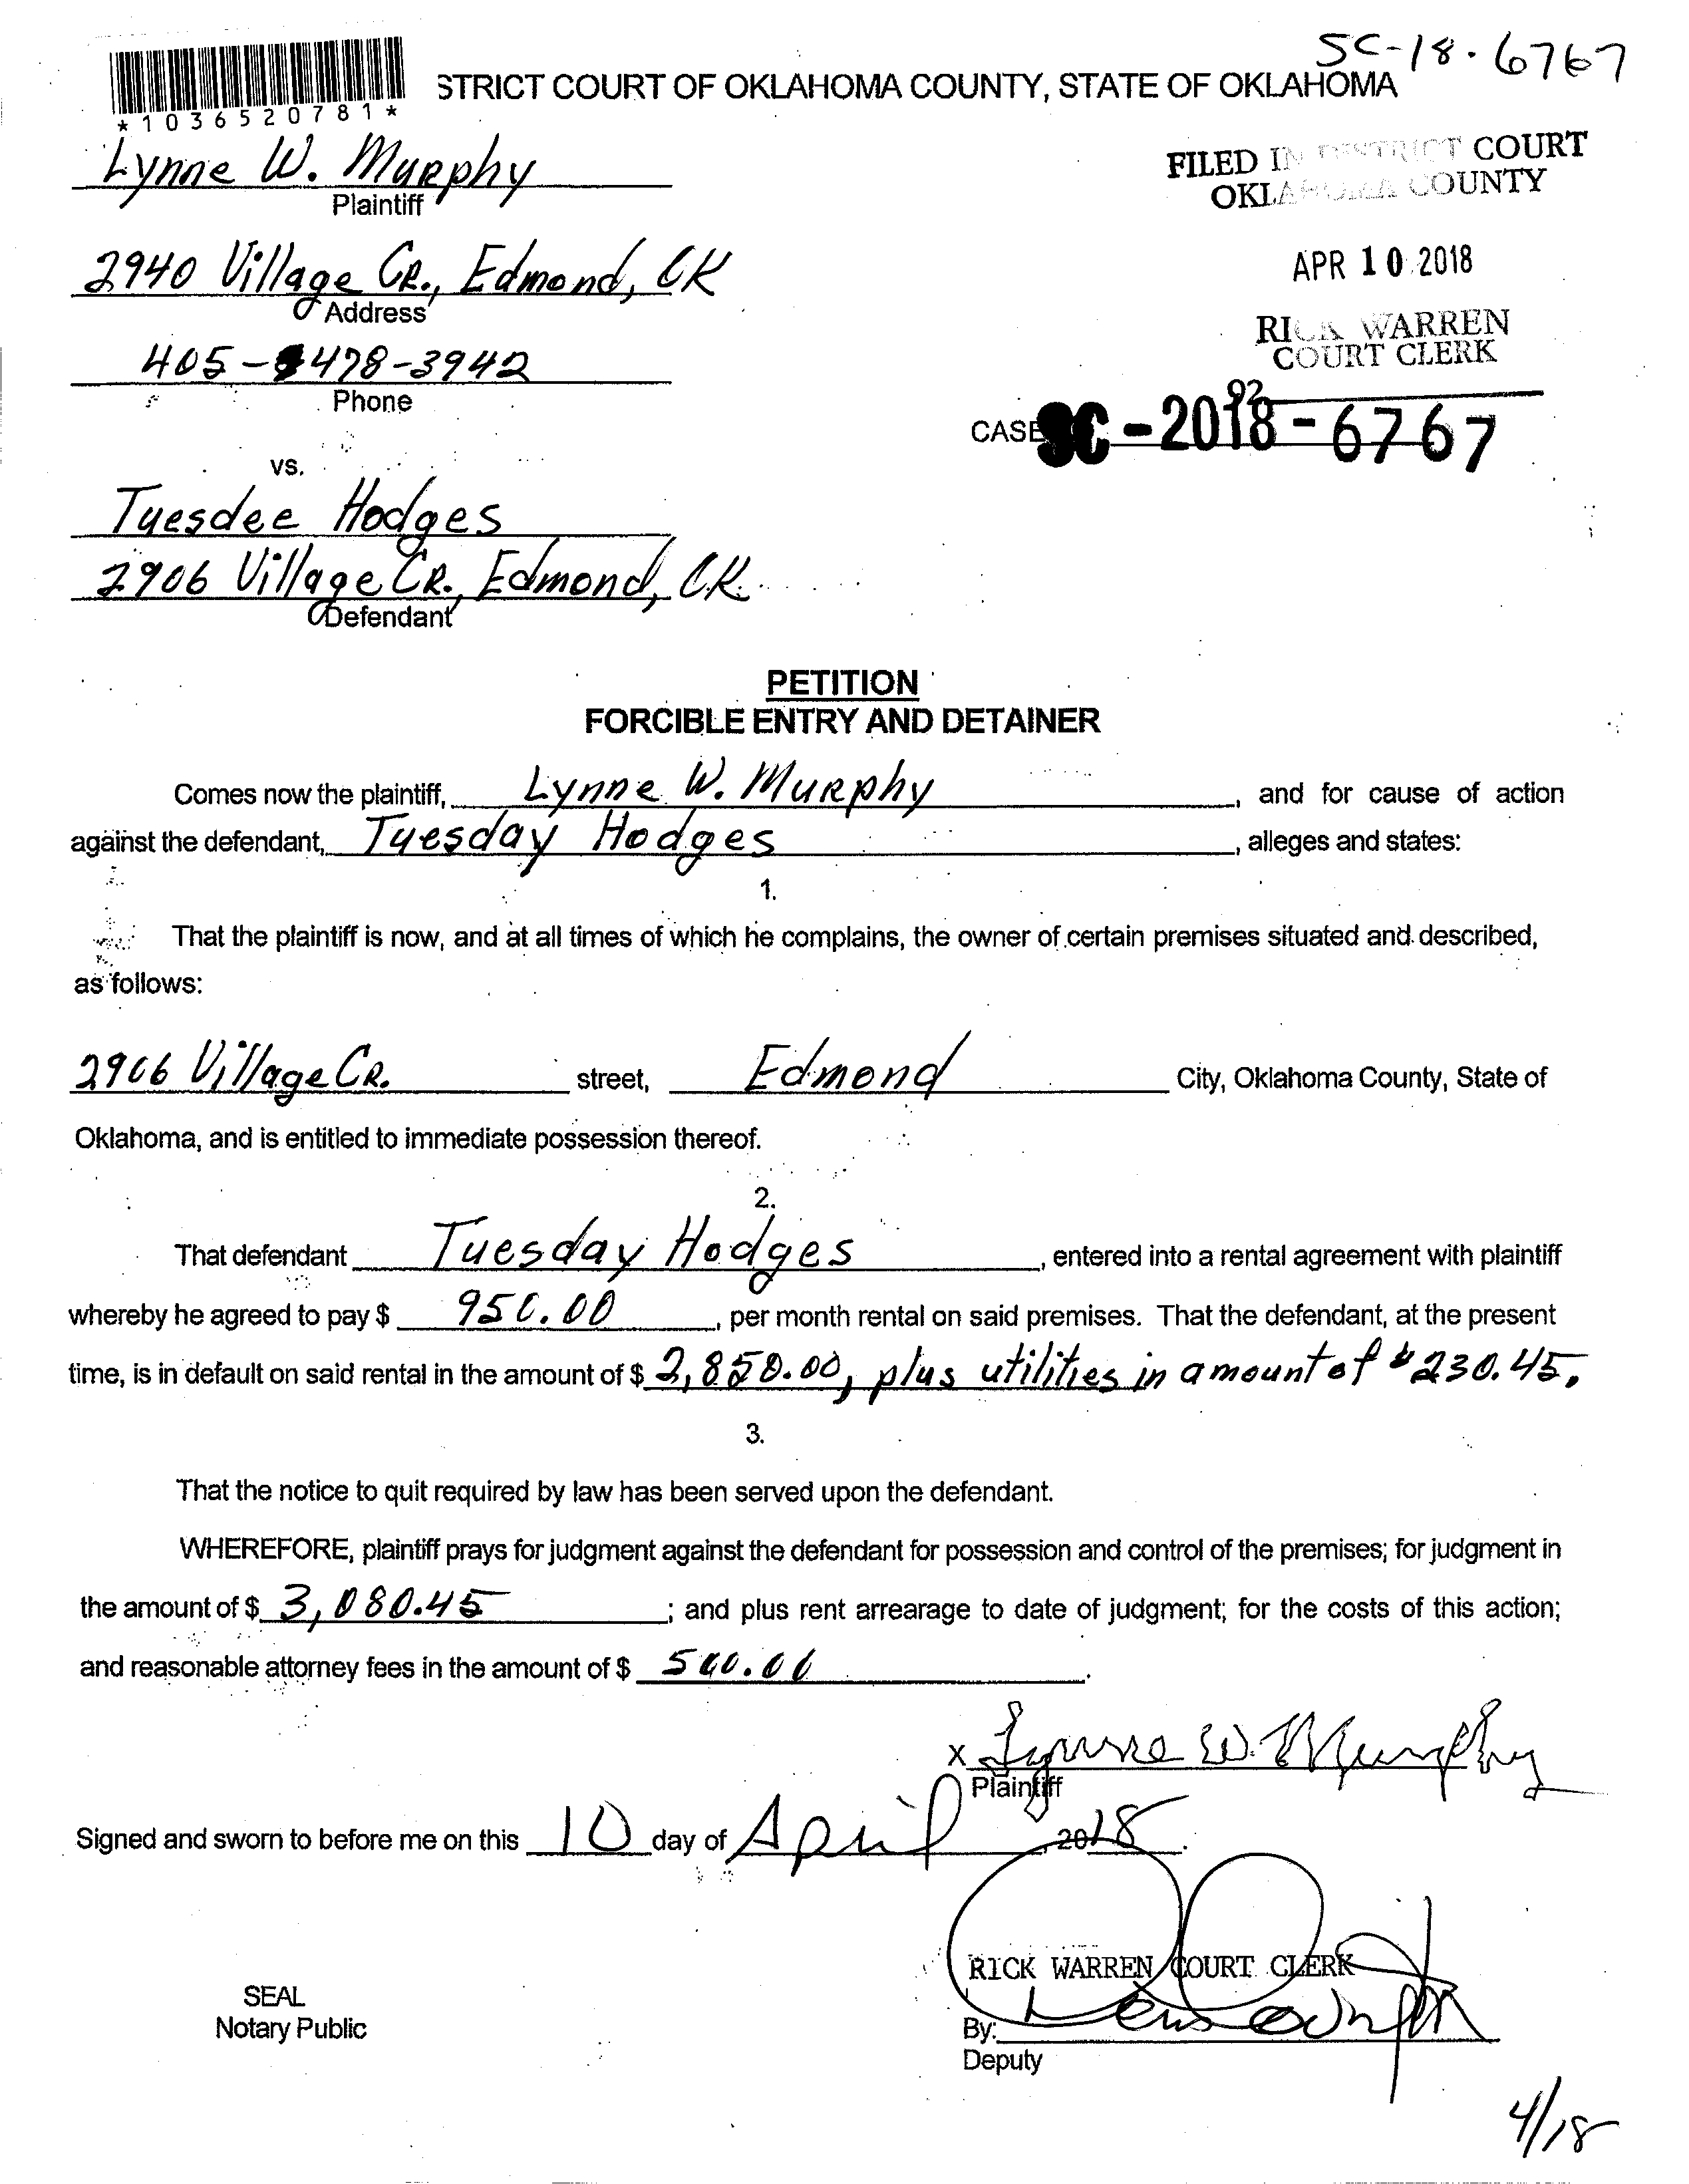 SC-18-6767
STRICT COURT OF OKLAHOMA COUNTY, STATE OF OKLAHOMA
*1036520781*
Lynne W. Murphy
Plaintiff
FILED IN DISTRICT COURT
OKLAHOMA COUNTY
2940 Village Cr., Edmond, OK
Address
APR 10 2018
405-478-3942
Phone
RICK WARREN
COURT CLERK
92
CASE SC-2018-6767
vs.
Tuesdee Hodges
2906 Village Cr., Edmond, OK.
Defendant
PETITION
FORCIBLE ENTRY AND DETAINER
Comes now the plaintiff, Lynne W. Murphy, and for cause of action
against the defendant, Tuesday Hodges, alleges and states:
1.
That the plaintiff is now, and at all times of which he complains, the owner of certain premises situated and described,
as follows:
2906 Village Cr. street, Edmond City, Oklahoma County, State of
Oklahoma, and is entitled to immediate possession thereof.
2.
That defendant Tuesday Hodges, entered into a rental agreement with plaintiff
whereby he agreed to pay $ 950.00, per month rental on said premises. That the defendant, at the present
time, is in default on said rental in the amount of $ 2,850.00, plus utilities in amount of $230.45.
3.
That the notice to quit required by law has been served upon the defendant.
WHEREFORE, plaintiff prays for judgment against the defendant for possession and control of the premises; for judgment in
the amount of $ 3,080.45; and plus rent arrearage to date of judgment; for the costs of this action;
and reasonable attorney fees in the amount of $ 500.00.
X Lynne W. Murphy
Plaintiff
Signed and sworn to before me on this 10 day of April, 2018.
RICK WARREN COURT CLERK
SEAL
Notary Public
By:
Deputy
4/18